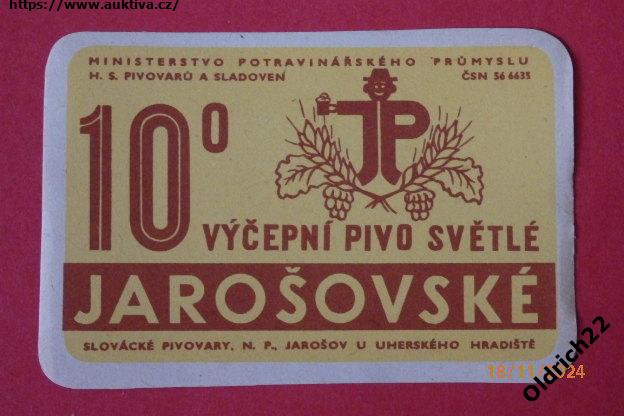 https://www.auktiva.cz/
MINISTERSTVO POTRAVINÁŘSKÉHO PRŮMYSLU
H. S. PIVOVARŮ A SLADOVEN ČSN 56 6635
10°
JP
VÝČEPNÍ PIVO SVĚTLÉ
JAROŠOVSKÉ
SLOVÁCKÉ PIVOVARY, N. P., JAROŠOV U UHERSKÉHO HRADIŠTĚ
18/11/2024
Oldrich22